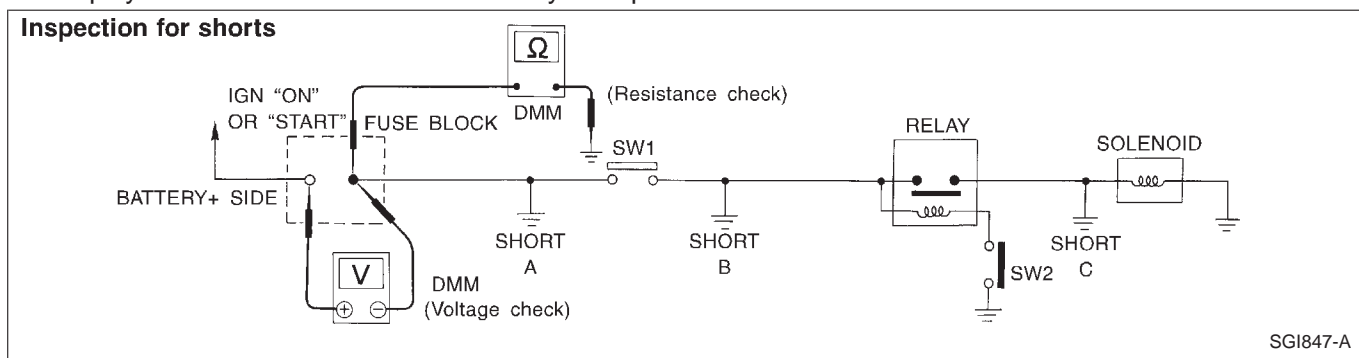 Inspection for shorts
Ω
IGN “ON”
OR “START”
FUSE BLOCK
DMM
(Resistance check)
SW1
RELAY
SOLENOID
BATTERY+ SIDE
SHORT
A
SHORT
B
SHORT
C
SW2
V
+ −
DMM
(Voltage check)
SGI847-A